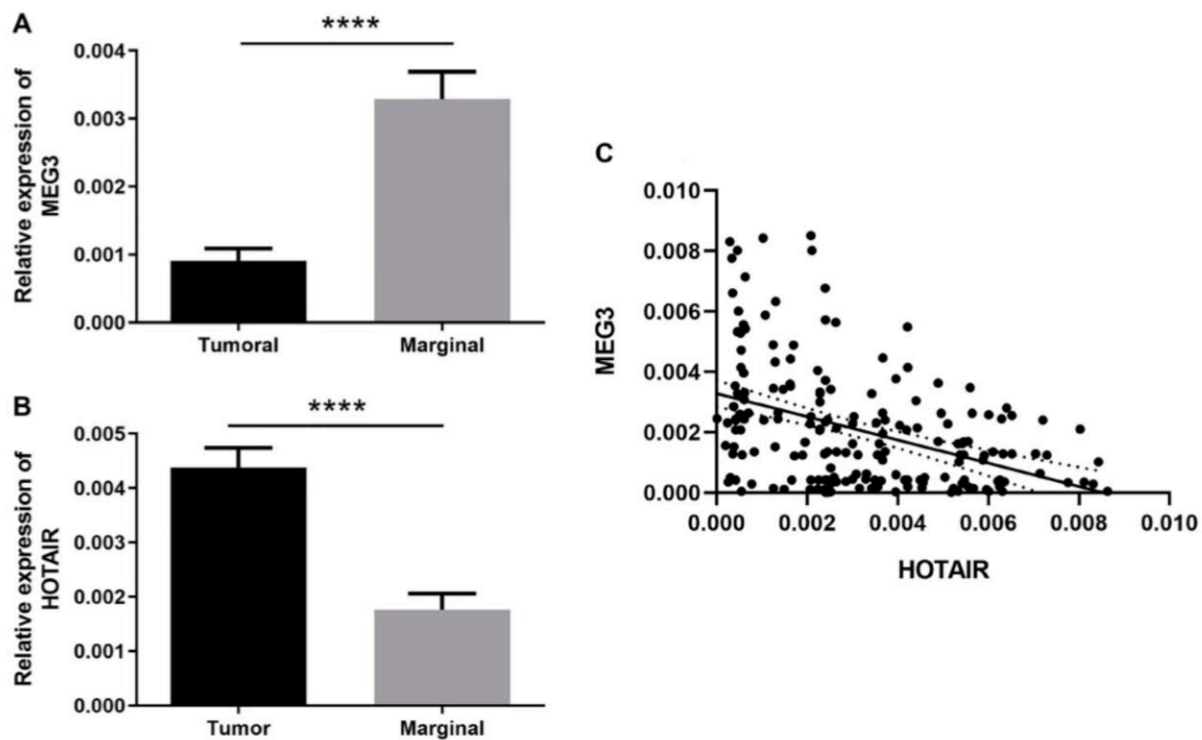 A
****
Relative expression of
MEG3
0.004
0.003
0.002
0.001
0.000
Tumoral Marginal
B
****
Relative expression of
HOTAIR
0.005
0.004
0.003
0.002
0.001
0.000
Tumor Marginal
C
MEG3
0.010
0.008
0.006
0.004
0.002
0.000
0.000 0.002 0.004 0.006 0.008 0.010
HOTAIR